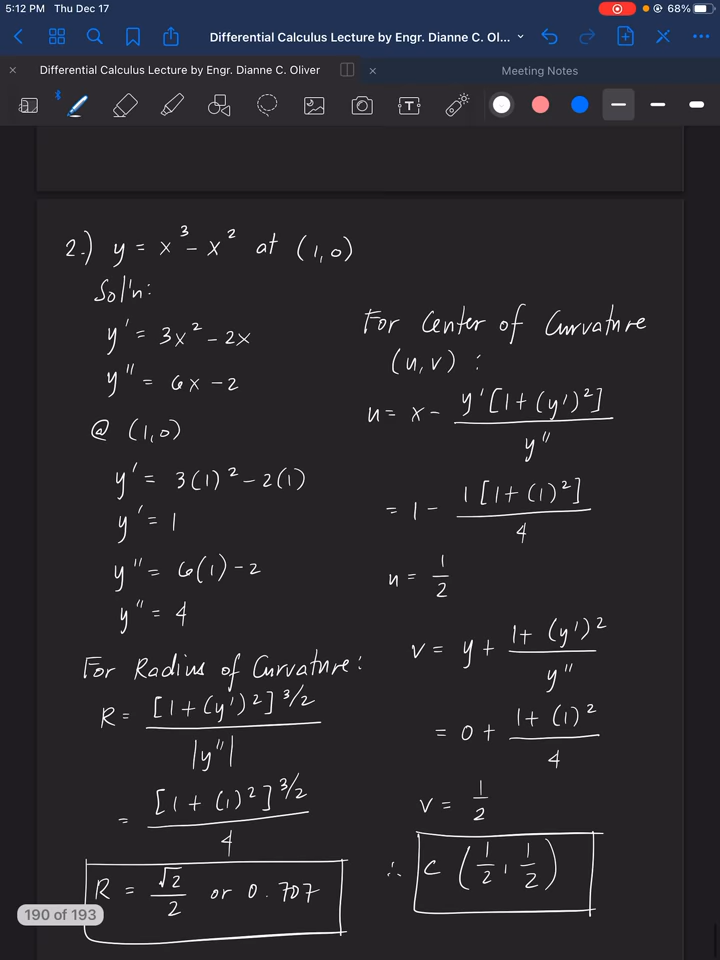 5:12 PM Thu Dec 17
68%
Differential Calculus Lecture by Engr. Dianne C. Ol...
Differential Calculus Lecture by Engr. Dianne C. Oliver
Meeting Notes
T
2.) y = x³ - x² at (1,0)
Sol'n:
y' = 3x² - 2x
y'' = 6x - 2
@ (1,0)
y' = 3(1)² - 2(1)
y' = 1
y'' = 6(1) - 2
y'' = 4
For Radius of Curvature:
R = [1 + (y')²]^3/2 / |y''|
= [1 + (1)²]^3/2 / 4
R = √2/2 or 0.707
For Center of Curvature
(u,v) :
u = x - y'[1+(y')²] / y''
= 1 - 1[1+(1)²] / 4
u = 1/2
v = y + 1+(y')² / y''
= 0 + 1+(1)² / 4
v = 1/2
∴ C (1/2, 1/2)
190 of 193